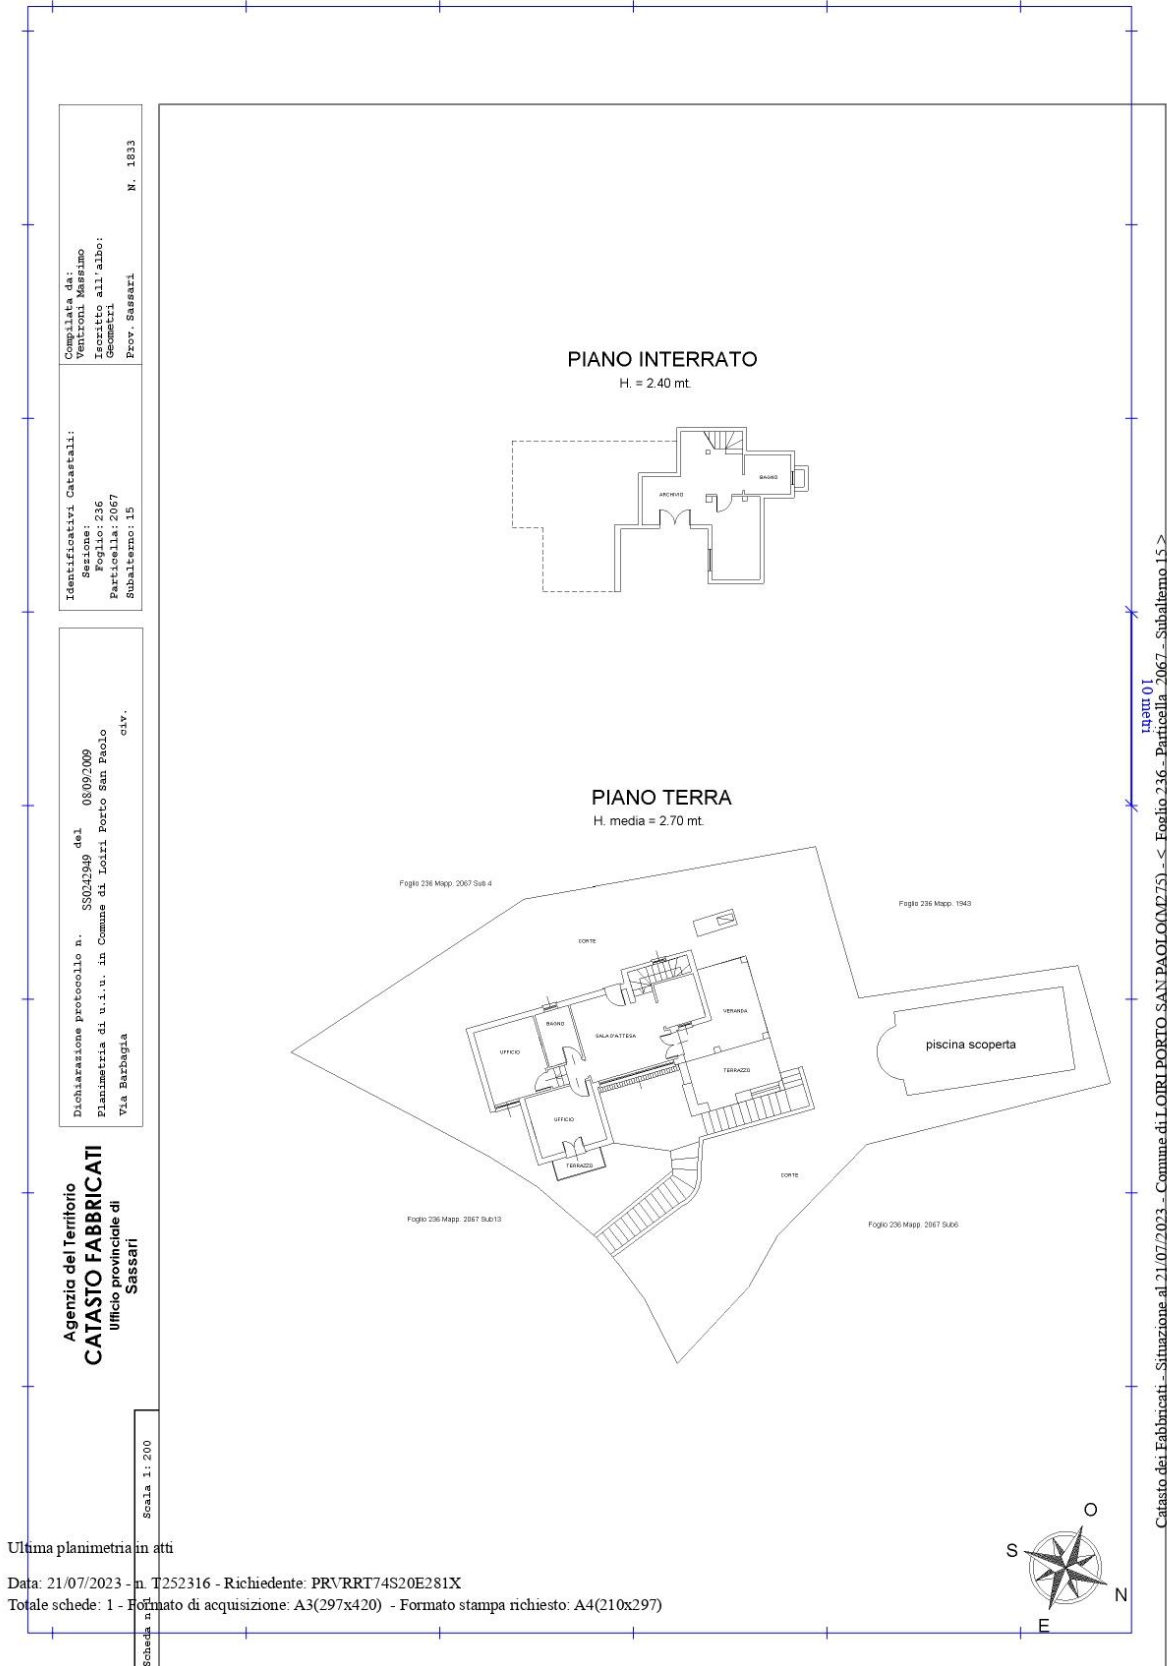 Agenzia del Territorio
CATASTO FABBRICATI
Ufficio provinciale di
Sassari
Dichiarazione protocollo n. SS0242949 del 08/09/2009
Planimetria di u.i.u. in Comune di Loiri Porto San Paolo
Via Barbagia civ.
Identificativi Catastali:
Sezione:
Foglio: 236
Particella: 2067
Subalterno: 15
Compilata da:
Ventroni Massimo
Iscritto all'albo:
Geometri
Prov. Sassari N. 1833
Scheda n. 1 Scala 1: 200
PIANO INTERRATO
H. = 2.40 mt.
BAGNO
ARCHIVIO
PIANO TERRA
H. media = 2.70 mt.
Foglio 236 Mapp. 2067 Sub 4
Foglio 236 Mapp. 1943
CORTE
VERANDA
BAGNO
SALA D'ATTESA
UFFICIO
piscina scoperta
TERRAZZO
UFFICIO
TERRAZZO
CORTE
Foglio 236 Mapp. 2067 Sub13
Foglio 236 Mapp. 2067 Sub6
10 metri
Catasto dei Fabbricati - Situazione al 21/07/2023 - Comune di LOIRI PORTO SAN PAOLO(M275) - < Foglio 236 - Particella 2067 - Subalterno 15 >
O
S
N
E
Ultima planimetria in atti
Data: 21/07/2023 - n. T252316 - Richiedente: PRVRRT74S20E281X
Totale schede: 1 - Formato di acquisizione: A3(297x420) - Formato stampa richiesto: A4(210x297)